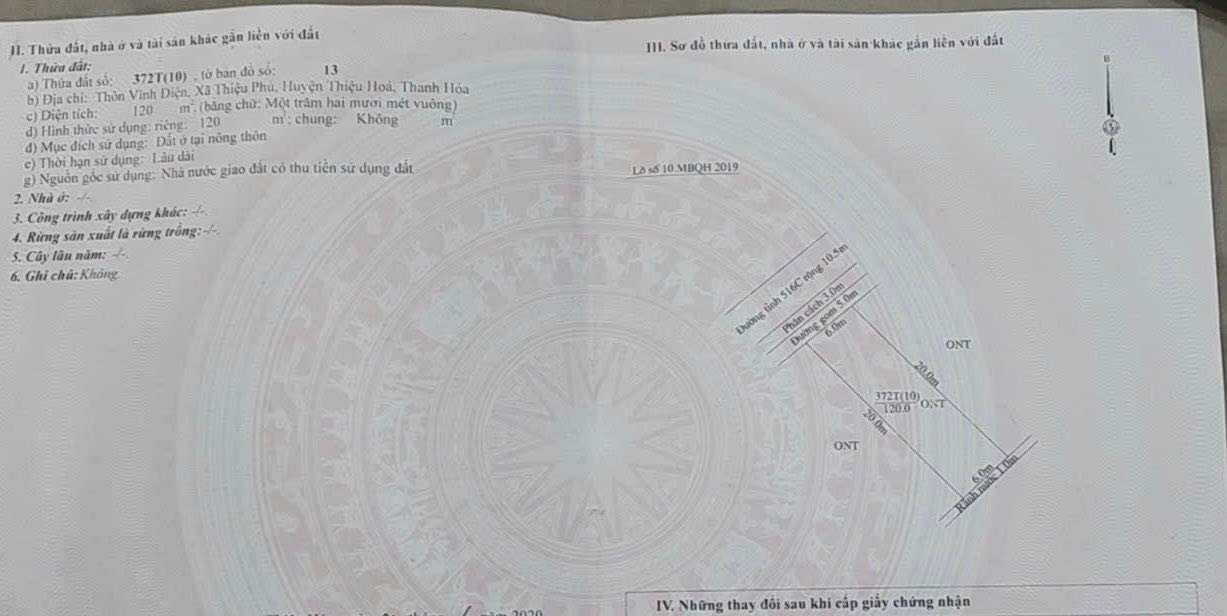 II. Thửa đất, nhà ở và tài sản khác gắn liền với đất
1. Thửa đất:
a) Thửa đất số: 372T(10) , tờ bản đồ số: 13
b) Địa chỉ: Thôn Vĩnh Điện, Xã Thiệu Phú, Huyện Thiệu Hoá, Thanh Hóa
c) Diện tích: 120 m², (bằng chữ: Một trăm hai mươi mét vuông)
d) Hình thức sử dụng: riêng: 120 m²; chung: Không m²
đ) Mục đích sử dụng: Đất ở tại nông thôn
e) Thời hạn sử dụng: Lâu dài
g) Nguồn gốc sử dụng: Nhà nước giao đất có thu tiền sử dụng đất
2. Nhà ở: -/-.
3. Công trình xây dựng khác: -/-.
4. Rừng sản xuất là rừng trồng: -/-.
5. Cây lâu năm: -/-.
6. Ghi chú: Không.
năm 2020
III. Sơ đồ thửa đất, nhà ở và tài sản khác gắn liền với đất
B
Lô số 10.MBQH 2019
Đường tỉnh 516C rộng 10.5m
Phân cách 3.0m
Đường gom 5.0m
6.0m
ONT
20.0m
372T(10)
120.0
ONT
20.0m
ONT
6.0m
Rãnh nước 1.0m
IV. Những thay đổi sau khi cấp giấy chứng nhận